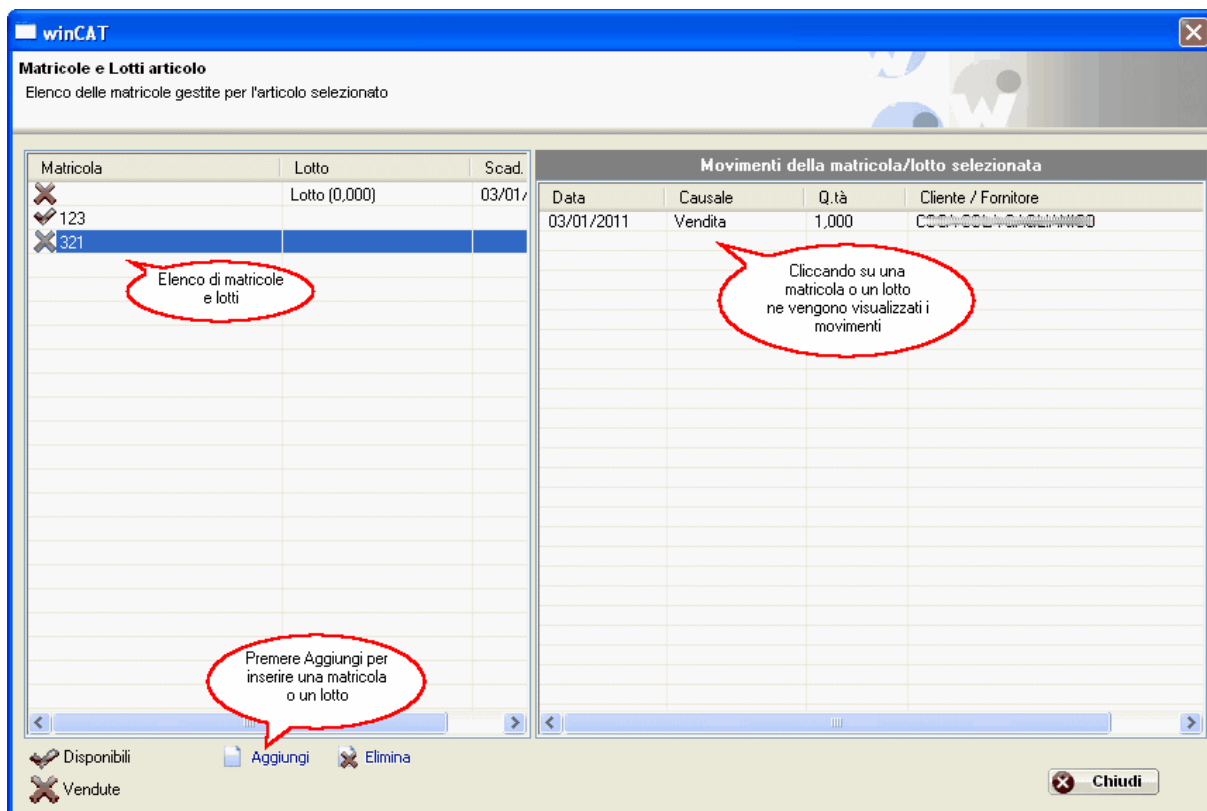 winCAT
Matricole e Lotti articolo
Elenco delle matricole gestite per l'articolo selezionato
Matricola Lotto Scad.
Lotto (0,000) 03/01/
123
321
Elenco di matricole
e lotti
Movimenti della matricola/lotto selezionata
Data Causale Q.tà Cliente / Fornitore
03/01/2011 Vendita 1,000
Cliccando su una
matricola o un lotto
ne vengono visualizzati i
movimenti
Premere Aggiungi per
inserire una matricola
o un lotto
Disponibili Aggiungi Elimina
Vendute
Chiudi